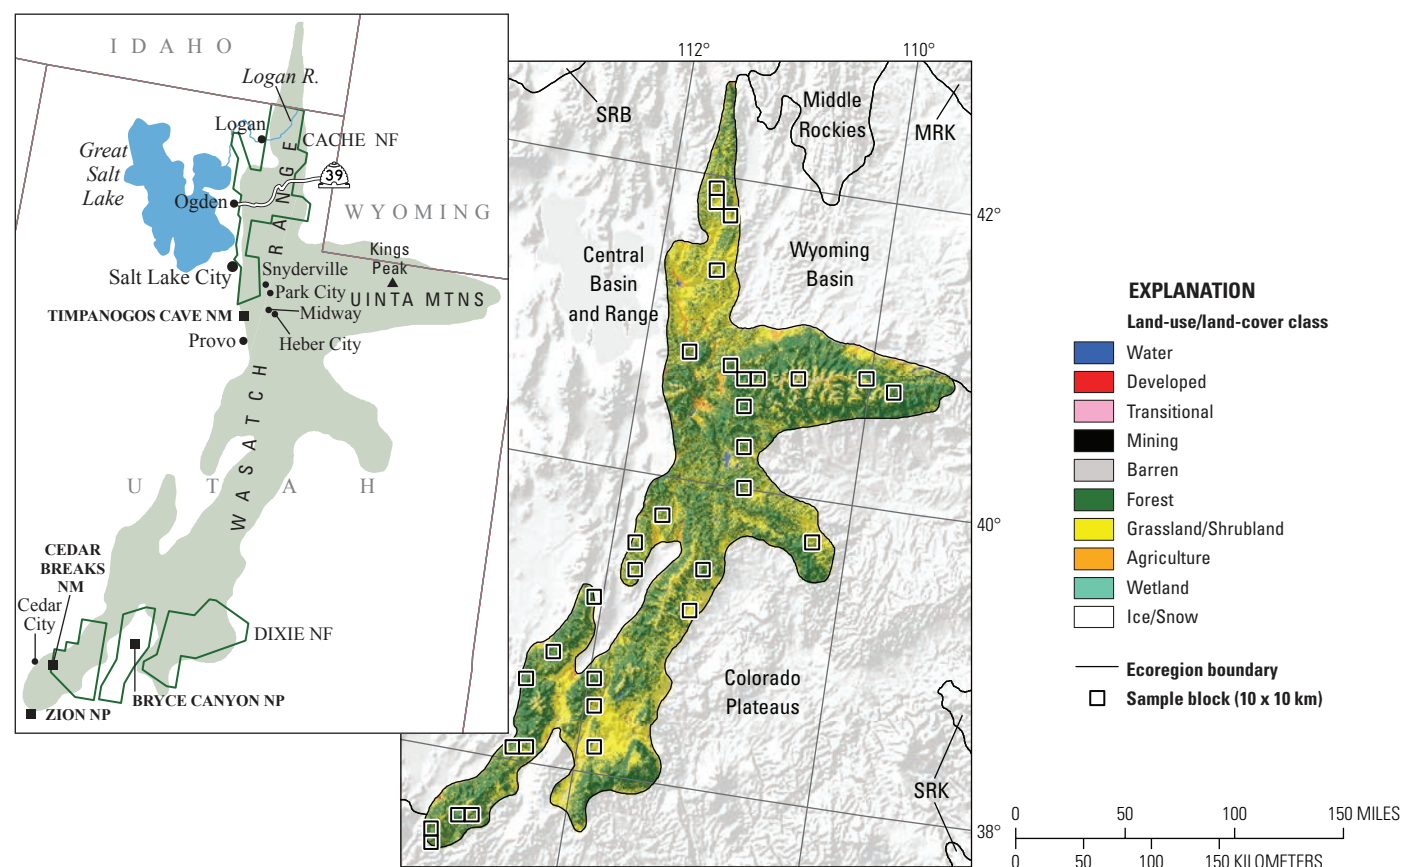 IDAHO
Logan R.
Logan
CACHE NF
Great
Salt
Lake
39
Ogden
WYOMING
Kings
Peak
Salt Lake City
Snyderville
Park City
UINTA MTNS
TIMPANOGOS CAVE NM
Midway
Provo
Heber City
WASATCH RANGE
UTAH
CEDAR
BREAKS
NM
Cedar
City
DIXIE NF
BRYCE CANYON NP
ZION NP
112°
110°
SRB
Middle
Rockies
MRK
42°
Central
Basin
and Range
Wyoming
Basin
40°
Colorado
Plateaus
SRK
38°
EXPLANATION
Land-use/land-cover class
Water
Developed
Transitional
Mining
Barren
Forest
Grassland/Shrubland
Agriculture
Wetland
Ice/Snow
Ecoregion boundary
Sample block (10 x 10 km)
0 50 100 150 MILES
0 50 100 150 KILOMETERS